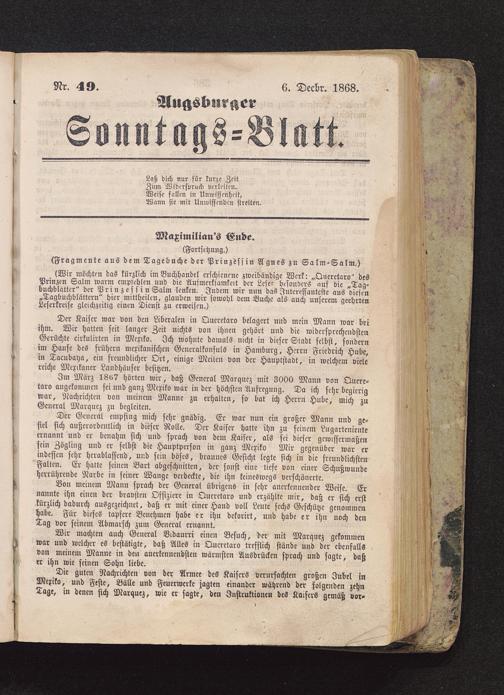 Nr. 49.
6. Decbr. 1868.
Augsburger
Sonntags=Blatt.
Laß dich nur für kurze Zeit
Zum Widerspruch verleiten.
Weise fallen in Unwissenheit,
Wann sie mit Unwissenden streiten.
Maximilian's Ende.
(Fortsetzung.)
(Fragmente aus dem Tagebuche der Prinzessin Agnes zu Salm-Salm.)
(Wir möchten das kürzlich im Buchhandel erschienene zweibändige Werk: „Queretaro" des
Prinzen Salm warm empfehlen und die Aufmerksamkeit der Leser besonders auf die „Tag-
buchblätter" der Prinzessin Salm lenken. Indem wir nun das Interessanteste aus diesen
„Tagbuchblättern" hier mittheilen, glauben wir sowohl dem Buche als auch unserem geehrten
Leserkreise gleichzeitig einen Dienst zu erweisen.)
Der Kaiser war von den Liberalen in Queretaro belagert und mein Mann war bei
ihm. Wir hatten seit langer Zeit nichts von ihnen gehört und die widersprechendsten
Gerüchte cirkulirten in Mexiko. Ich wohnte damals nicht in dieser Stadt selbst, sondern
im Hause des frühern mexikanischen Generalkonsuls in Hamburg, Herrn Friedrich Hube,
in Tacubaya, ein freundlicher Ort, einige Meilen von der Hauptstadt, in welchem viele
reiche Mexikaner Landhäuser besitzen.
Im März 1867 hörten wir, daß General Marquez mit 3000 Mann von Quere-
taro angekommen sei und ganz Mexiko war in der höchsten Aufregung. Da ich sehr begierig
war, Nachrichten von meinem Manne zu erhalten, so bat ich Herrn Hube, mich zu
General Marquez zu begleiten.
Der General empfing mich sehr gnädig. Er war nun ein großer Mann und ge-
fiel sich außerordentlich in dieser Rolle. Der Kaiser hatte ihn zu seinem Lugarteniente
ernannt und er benahm sich und sprach von dem Kaiser, als sei dieser gewissermaßen
sein Zögling und er selbst die Hauptperson in ganz Mexiko Mir gegenüber war er
indessen sehr herablassend, und sein böses, braunes Gesicht legte sich in die freundlichsten
Falten. Er hatte seinen Bart abgeschnitten, der sonst eine tiefe von einer Schußwunde
herrührende Narbe in seiner Wange verdeckte, die ihn keineswegs verschönerte.
Von meinem Mann sprach der General übrigens in sehr anerkennender Weise. Er
nannte ihn einen der bravsten Offiziere in Queretaro und erzählte mir, daß er sich erst
kürzlich dadurch ausgezeichnet, daß er mit einer Hand voll Leute sechs Geschütze genommen
habe. Für dieses tapfere Benehmen habe er ihn dekorirt, und habe er ihn noch den
Tag vor seinem Abmarsch zum General ernannt.
Wir machten auch General Vidaurri einen Besuch, der mit Marquez gekommen
war und welcher es bestätigte, daß Alles in Queretaro trefflich stände und der ebenfalls
von meinem Manne in den anerkennendsten wärmsten Ausdrücken sprach und sagte, daß
er ihn wie seinen Sohn liebe.
Die guten Nachrichten von der Armee des Kaisers verursachten großen Jubel in
Mexiko, und Feste, Bälle und Feuerwerke jagten einander während der folgenden zehn
Tage, in denen sich Marquez, wie er sagte, den Instruktionen des Kaisers gemäß vor-